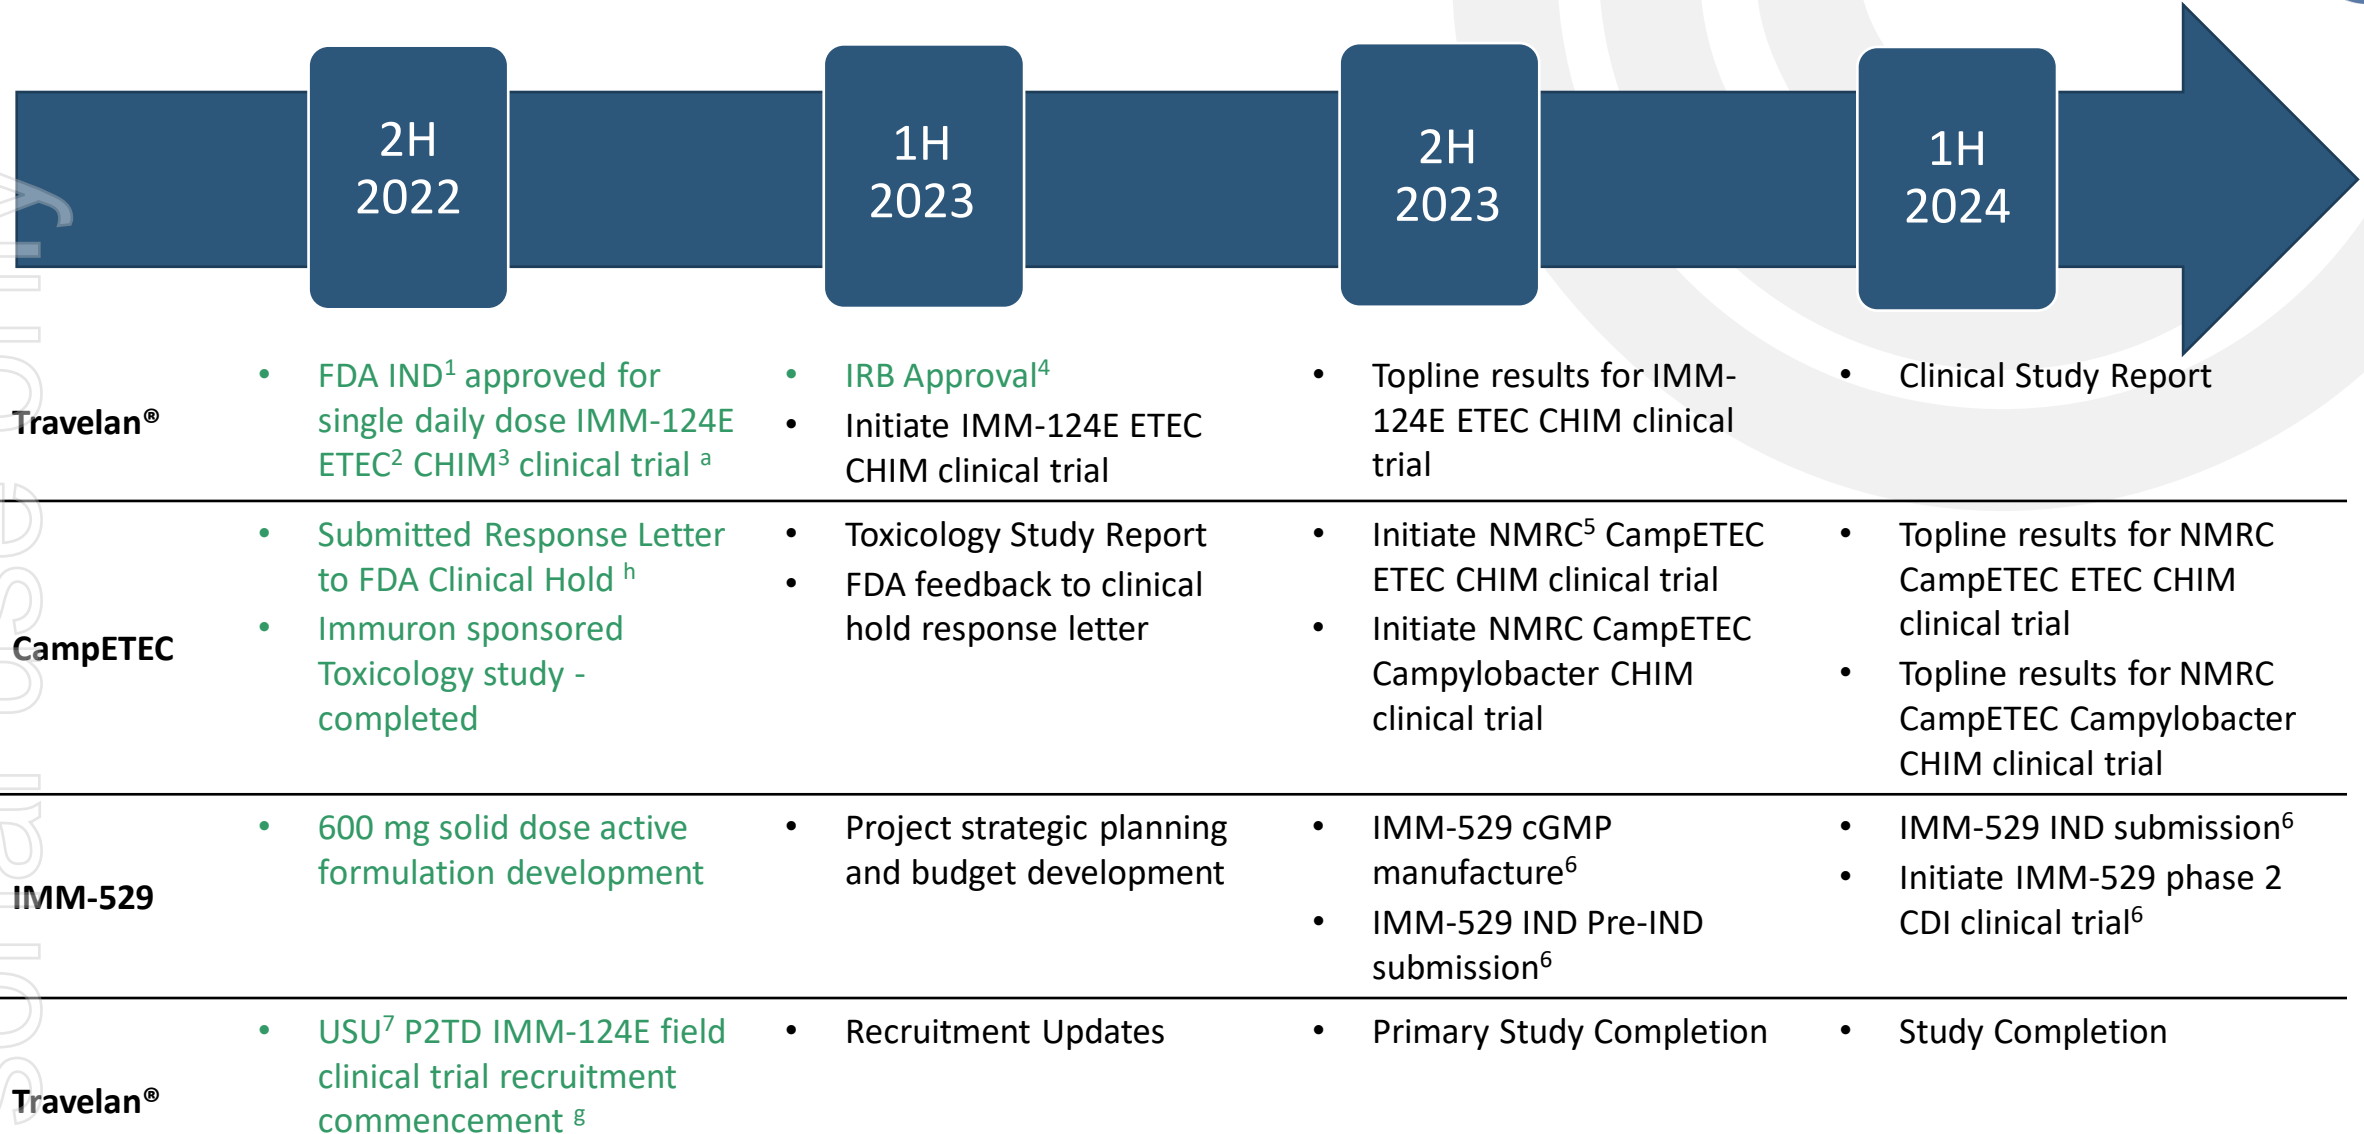 2H
2022
1H
2023
2H
2023
1H
2024
Travelan®
• FDA IND¹ approved for
single daily dose IMM-124E
ETEC² CHIM³ clinical trial ᵃ
• IRB Approval⁴
• Initiate IMM-124E ETEC
CHIM clinical trial
• Topline results for IMM-
124E ETEC CHIM clinical
trial
• Clinical Study Report
CampETEC
• Submitted Response Letter
to FDA Clinical Hold ʰ
• Immuron sponsored
Toxicology study -
completed
• Toxicology Study Report
• FDA feedback to clinical
hold response letter
• Initiate NMRC⁵ CampETEC
ETEC CHIM clinical trial
• Initiate NMRC CampETEC
Campylobacter CHIM
clinical trial
• Topline results for NMRC
CampETEC ETEC CHIM
clinical trial
• Topline results for NMRC
CampETEC Campylobacter
CHIM clinical trial
IMM-529
• 600 mg solid dose active
formulation development
• Project strategic planning
and budget development
• IMM-529 cGMP
manufacture⁶
• IMM-529 IND Pre-IND
submission⁶
• IMM-529 IND submission⁶
• Initiate IMM-529 phase 2
CDI clinical trial⁶
Travelan®
• USU⁷ P2TD IMM-124E field
clinical trial recruitment
commencement ᵍ
• Recruitment Updates
• Primary Study Completion
• Study Completion
sonal use only